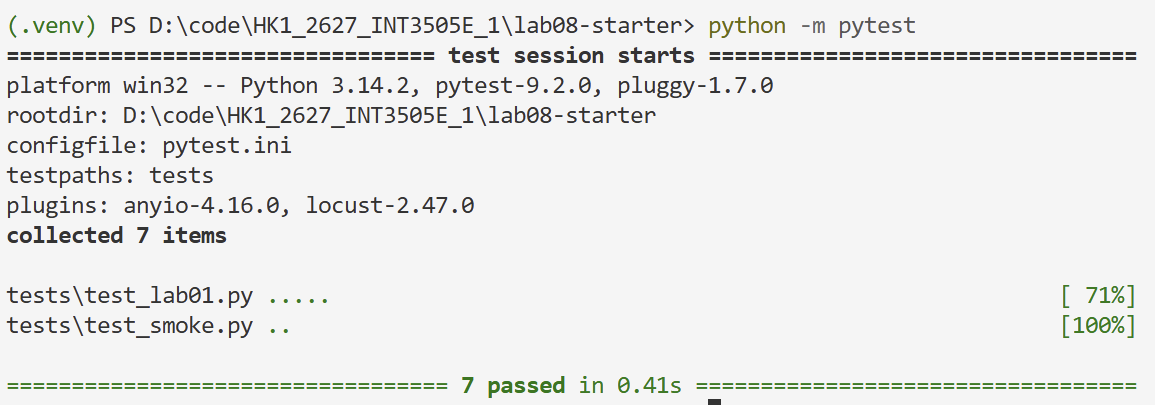 (.venv) PS D:\code\HK1_2627_INT3505E_1\lab08-starter> python -m pytest
================================= test session starts =================================
platform win32 -- Python 3.14.2, pytest-9.2.0, pluggy-1.7.0
rootdir: D:\code\HK1_2627_INT3505E_1\lab08-starter
configfile: pytest.ini
testpaths: tests
plugins: anyio-4.16.0, locust-2.47.0
collected 7 items
tests\test_lab01.py ..... [ 71%]
tests\test_smoke.py .. [100%]
================================== 7 passed in 0.41s ==================================